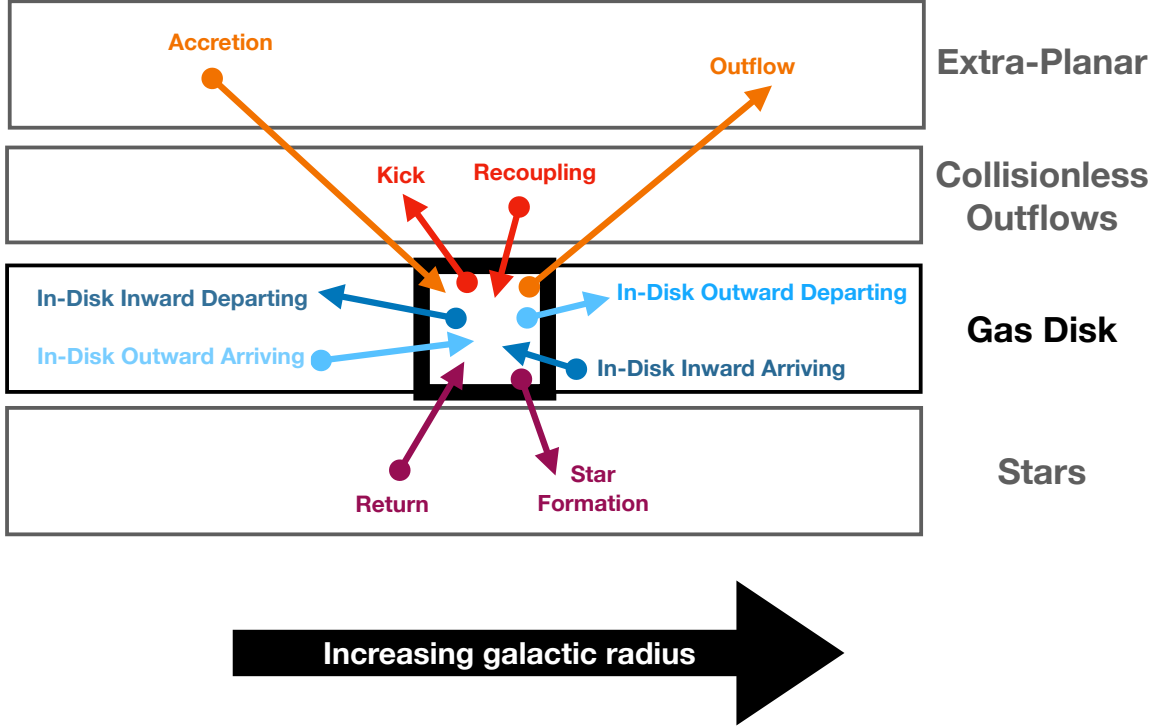 Accretion
Outflow
Extra-Planar
Kick
Recoupling
Collisionless
Outflows
In-Disk Inward Departing
In-Disk Outward Departing
Gas Disk
In-Disk Outward Arriving
In-Disk Inward Arriving
Return
Star
Formation
Stars
Increasing galactic radius